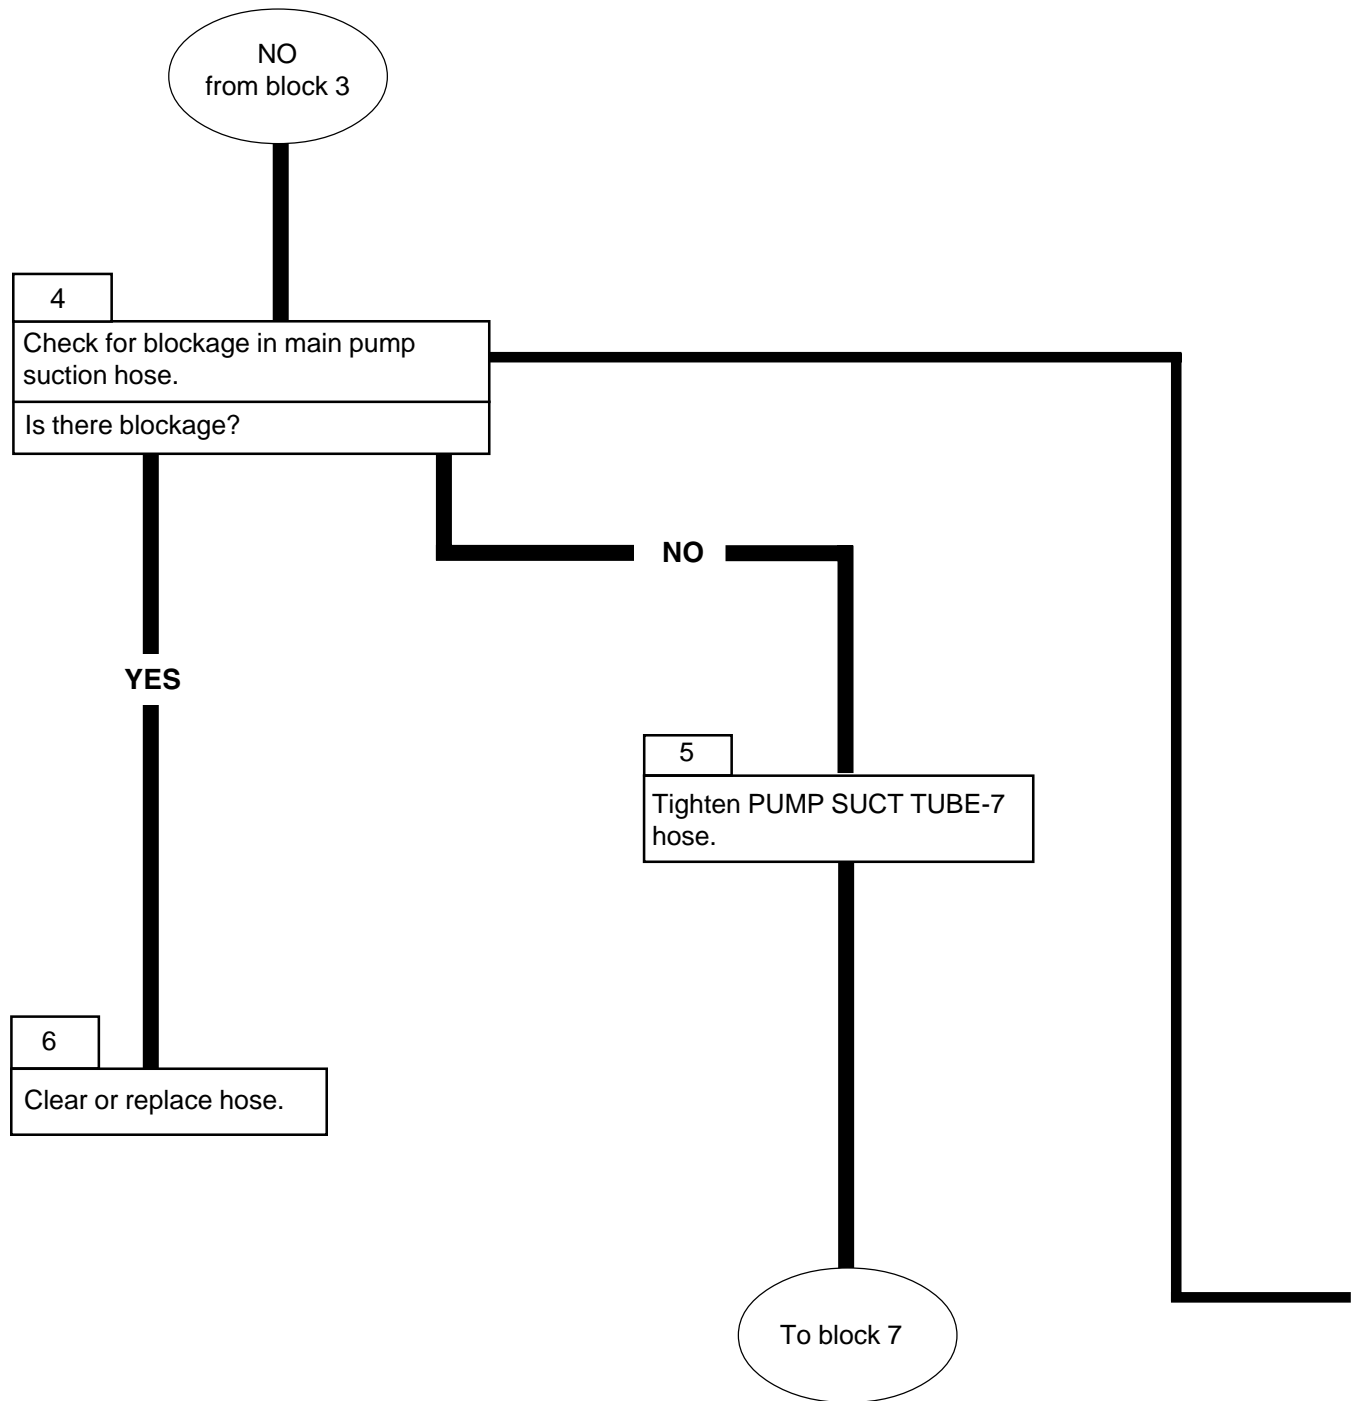 NO
from block 3
4
Check for blockage in main pump
suction hose.
Is there blockage?
NO
YES
5
Tighten PUMP SUCT TUBE-7
hose.
6
Clear or replace hose.
To block 7